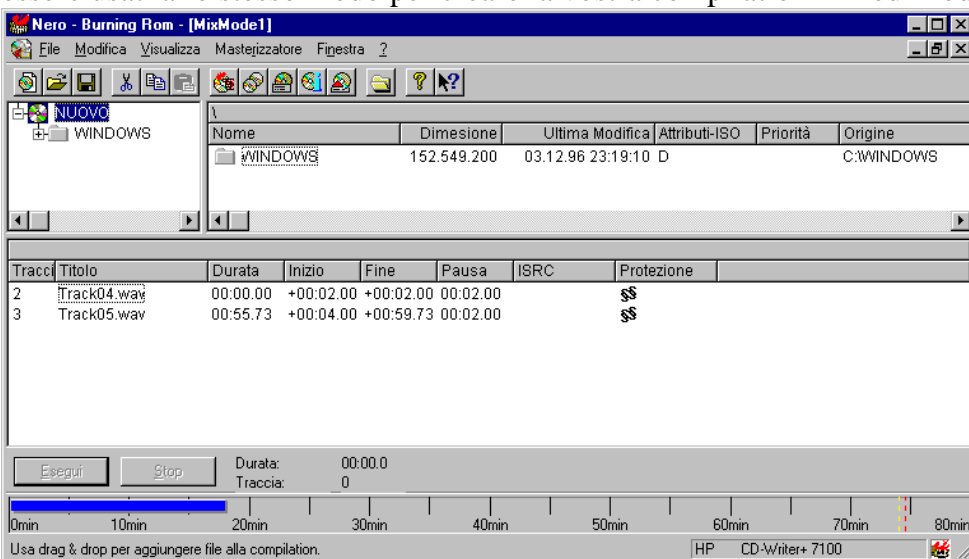 Nero - Burning Rom - [MixMode1]
File Modifica Visualizza Masterizzatore Finestra ?
NUOVO
WINDOWS
\
Nome Dimesione Ultima Modifica Attributi-ISO Priorità Origine
WINDOWS 152.549.200 03.12.96 23:19:10 D C:\WINDOWS
Tracci Titolo Durata Inizio Fine Pausa ISRC Protezione
2 Track04.wav 00:00.00 +00:02.00 +00:02.00 00:02.00 §§
3 Track05.wav 00:55.73 +00:04.00 +00:59.73 00:02.00 §§
Esegui Stop Durata: 00:00.0
Traccia: 0
0min 10min 20min 30min 40min 50min 60min 70min 80min
Usa drag & drop per aggiungere file alla compilation. HP CD-Writer+ 7100